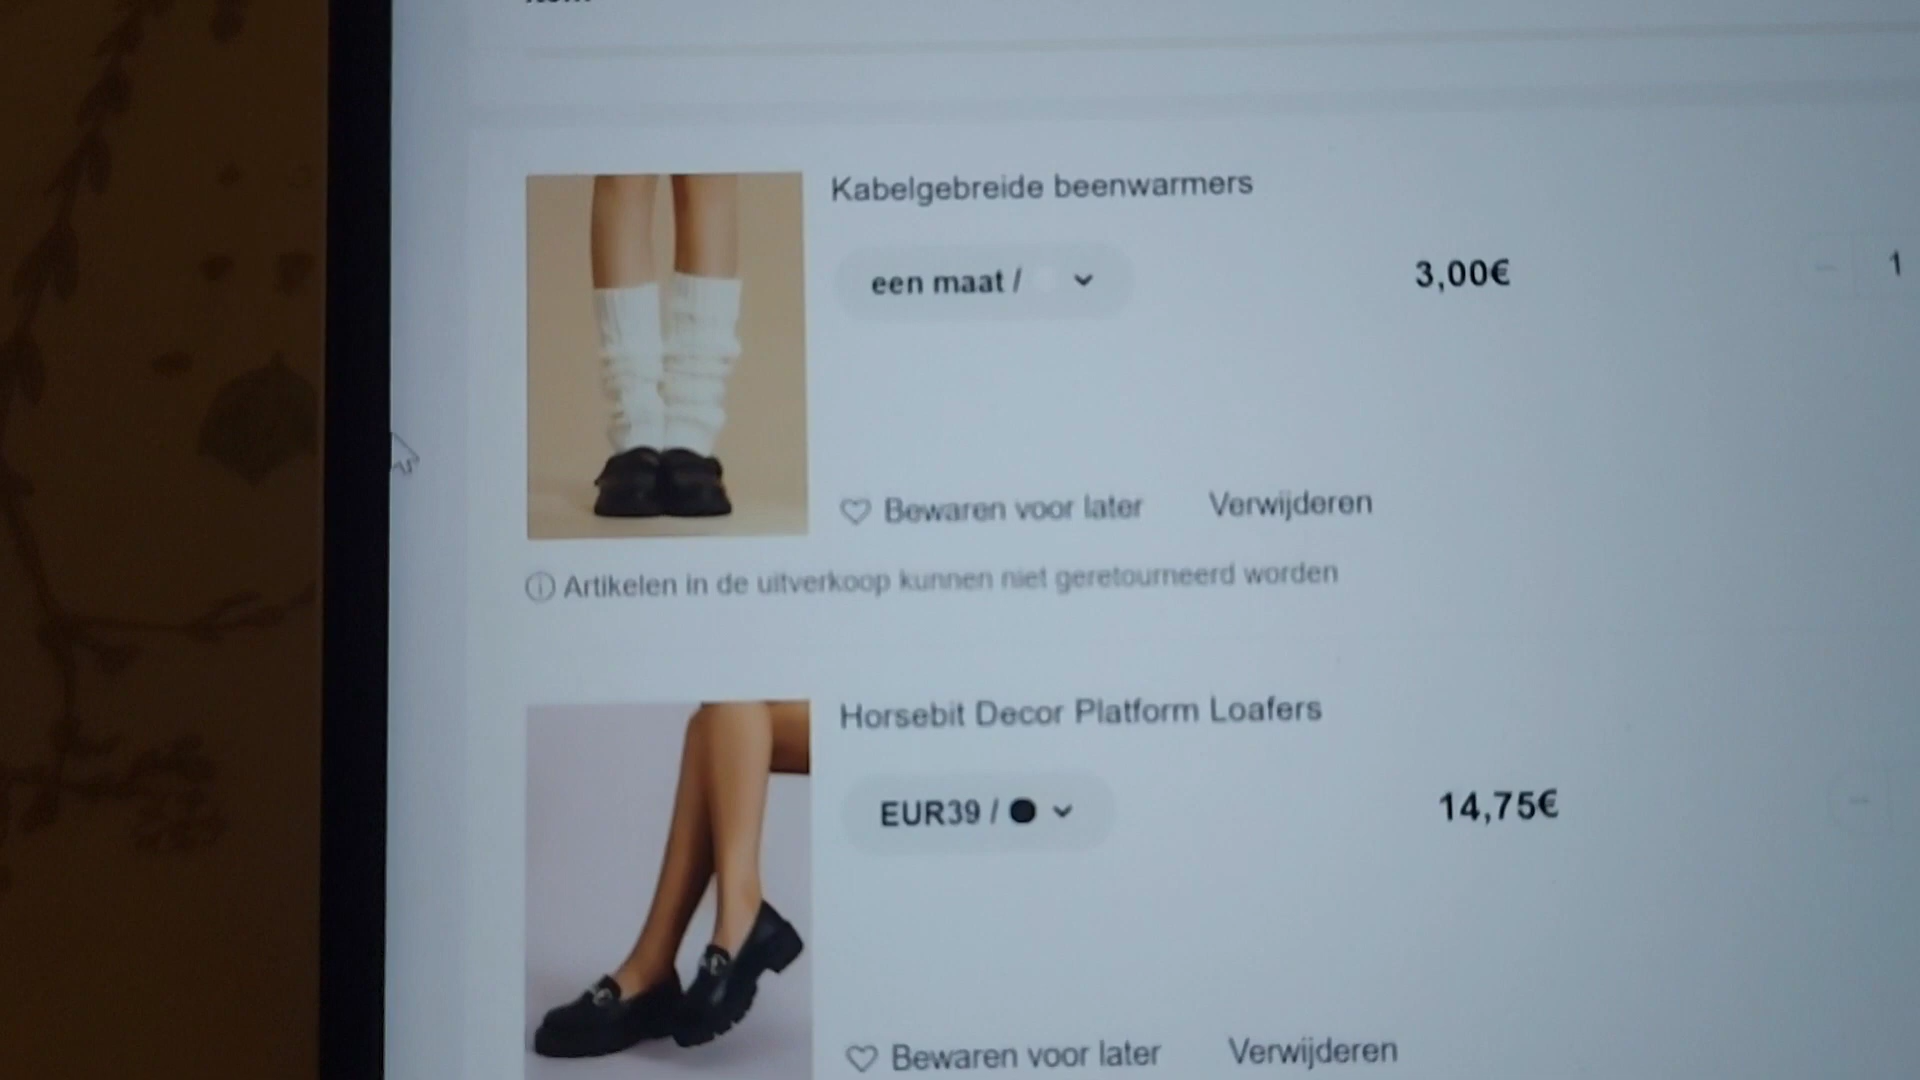 Kabelgebreide beenwarmers
een maat /
3,00€
1
Bewaren voor later
Verwijderen
Artikelen in de uitverkoop kunnen niet geretourneerd worden
Horsebit Decor Platform Loafers
EUR39 /
14,75€
Bewaren voor later
Verwijderen